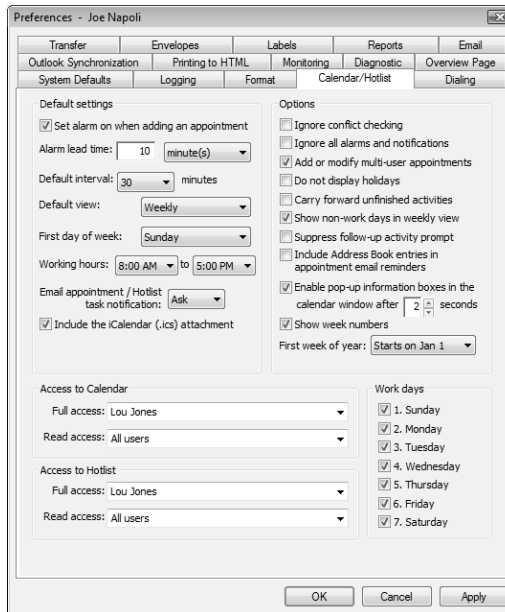 Preferences - Joe Napoli
Transfer Envelopes Labels Reports Email
Outlook Synchronization Printing to HTML Monitoring Diagnostic Overview Page
System Defaults Logging Format Calendar/Hotlist Dialing
Default settings
Set alarm on when adding an appointment
Alarm lead time: 10 minute(s)
Default interval: 30 minutes
Default view: Weekly
First day of week: Sunday
Working hours: 8:00 AM to 5:00 PM
Email appointment / Hotlist
task notification: Ask
Include the iCalendar (.ics) attachment
Options
Ignore conflict checking
Ignore all alarms and notifications
Add or modify multi-user appointments
Do not display holidays
Carry forward unfinished activities
Show non-work days in weekly view
Suppress follow-up activity prompt
Include Address Book entries in
appointment email reminders
Enable pop-up information boxes in the
calendar window after 2 seconds
Show week numbers
First week of year: Starts on Jan 1
Access to Calendar
Full access: Lou Jones
Read access: All users
Access to Hotlist
Full access: Lou Jones
Read access: All users
Work days
1. Sunday
2. Monday
3. Tuesday
4. Wednesday
5. Thursday
6. Friday
7. Saturday
OK Cancel Apply